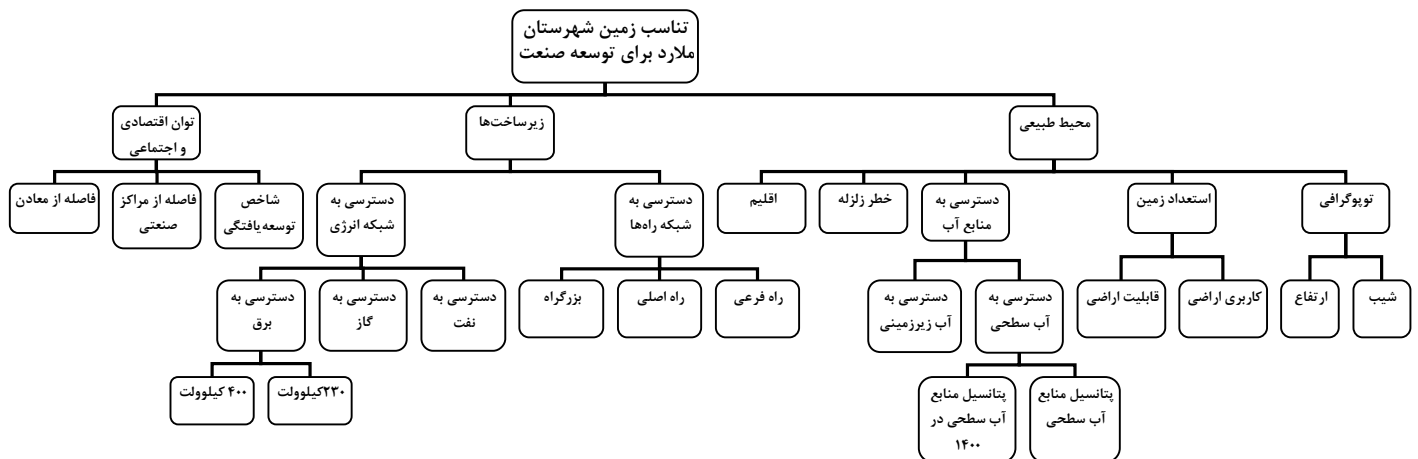 تناسب زمین شهرستان
ملارد برای توسعه صنعت
محیط طبیعی
زیرساخت‌ها
توان اقتصادی
و اجتماعی
توپوگرافی
استعداد زمین
دسترسی به
منابع آب
خطر زلزله
اقلیم
دسترسی به
شبکه راه‌ها
دسترسی به
شبکه انرژی
شاخص
توسعه‌یافتگی
فاصله از مراکز
صنعتی
فاصله از معادن
شیب
ارتفاع
کاربری اراضی
قابلیت اراضی
دسترسی به
آب سطحی
دسترسی به
آب زیرزمینی
راه فرعی
راه اصلی
بزرگراه
دسترسی به
نفت
دسترسی به
گاز
دسترسی به
برق
پتانسیل منابع
آب سطحی
پتانسیل منابع
آب سطحی در
۱۴۰۰
۲۳۰کیلوولت
۴۰۰ کیلوولت